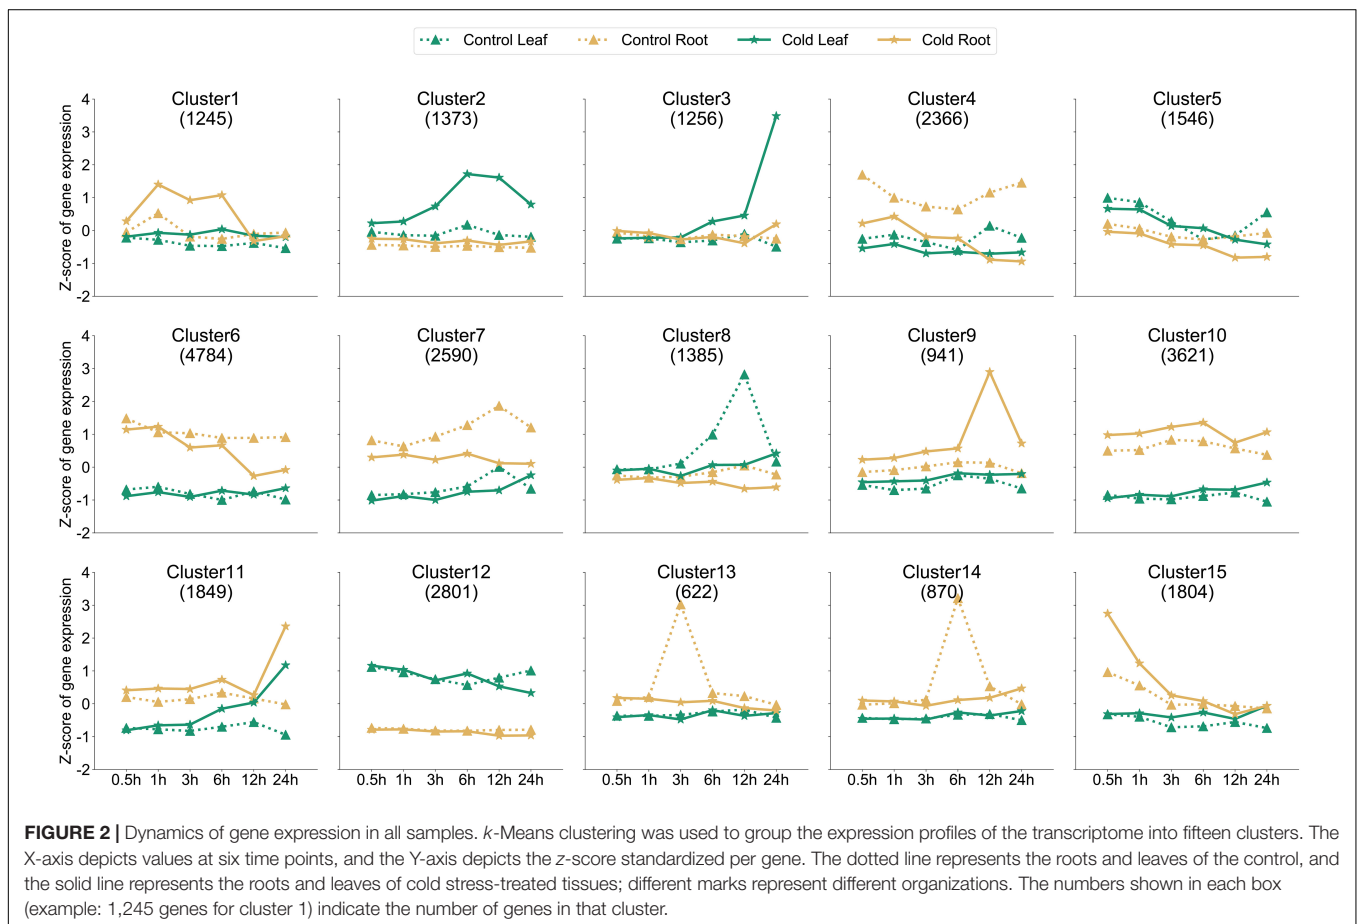 Control Leaf Control Root Cold Leaf Cold Root
Cluster1 Cluster2 Cluster3 Cluster4 Cluster5
(1245) (1373) (1256) (2366) (1546)
Z-score of gene expression
4
3
2
1
0
-1
-2
Cluster6 Cluster7 Cluster8 Cluster9 Cluster10
(4784) (2590) (1385) (941) (3621)
Z-score of gene expression
4
3
2
1
0
-1
-2
Cluster11 Cluster12 Cluster13 Cluster14 Cluster15
(1849) (2801) (622) (870) (1804)
Z-score of gene expression
4
3
2
1
0
-1
-2
0.5h 1h 3h 6h 12h 24h 0.5h 1h 3h 6h 12h 24h 0.5h 1h 3h 6h 12h 24h 0.5h 1h 3h 6h 12h 24h 0.5h 1h 3h 6h 12h 24h
FIGURE 2 | Dynamics of gene expression in all samples. k-Means clustering was used to group the expression profiles of the transcriptome into fifteen clusters. The
X-axis depicts values at six time points, and the Y-axis depicts the z-score standardized per gene. The dotted line represents the roots and leaves of the control, and
the solid line represents the roots and leaves of cold stress-treated tissues; different marks represent different organizations. The numbers shown in each box
(example: 1,245 genes for cluster 1) indicate the number of genes in that cluster.